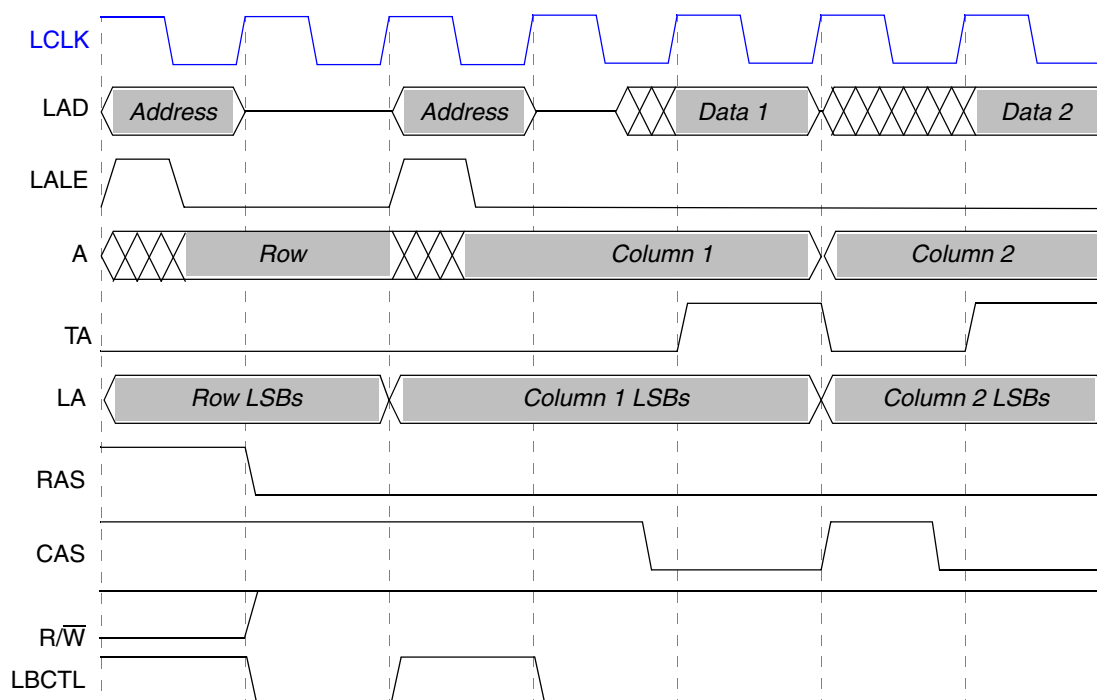 LCLK
LAD Address Address Data 1 Data 2
LALE
A Row Column 1 Column 2
TA
LA Row LSBs Column 1 LSBs Column 2 LSBs
RAS
CAS
R/W̅
LBCTL